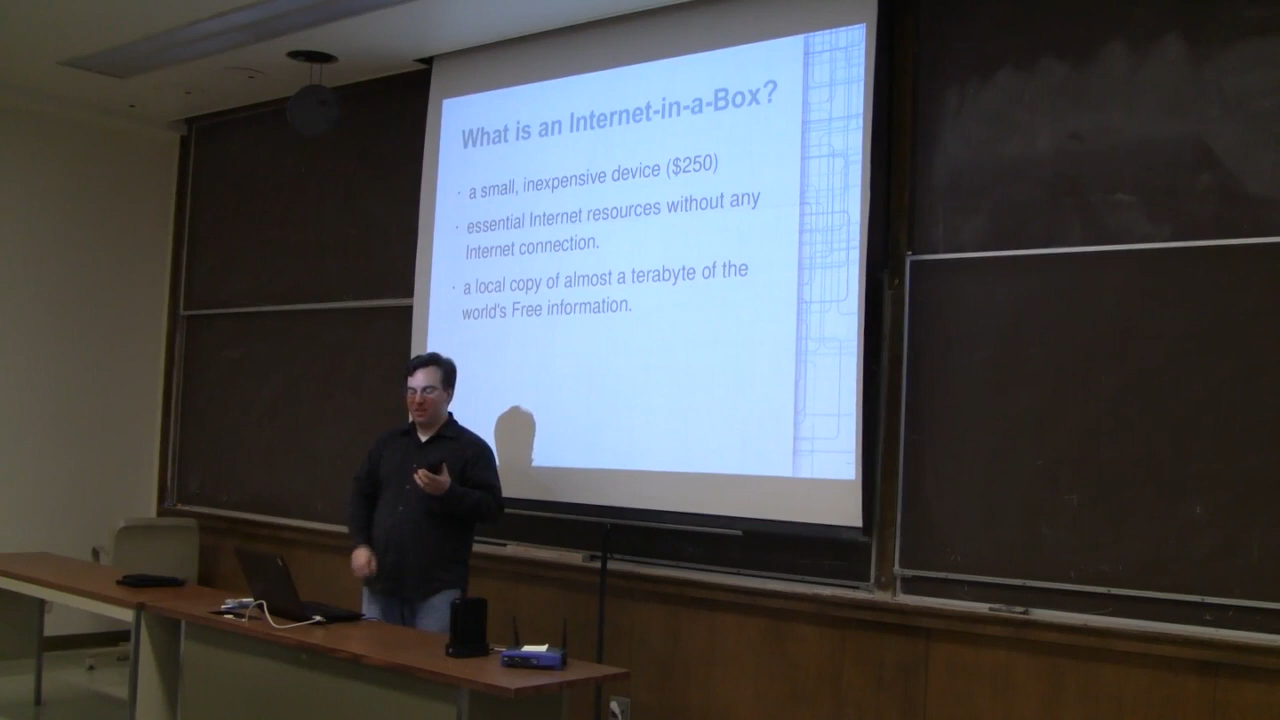 What is an Internet-in-a-Box?
· a small, inexpensive device ($250)
· essential Internet resources without any
Internet connection.
· a local copy of almost a terabyte of the
world's Free information.